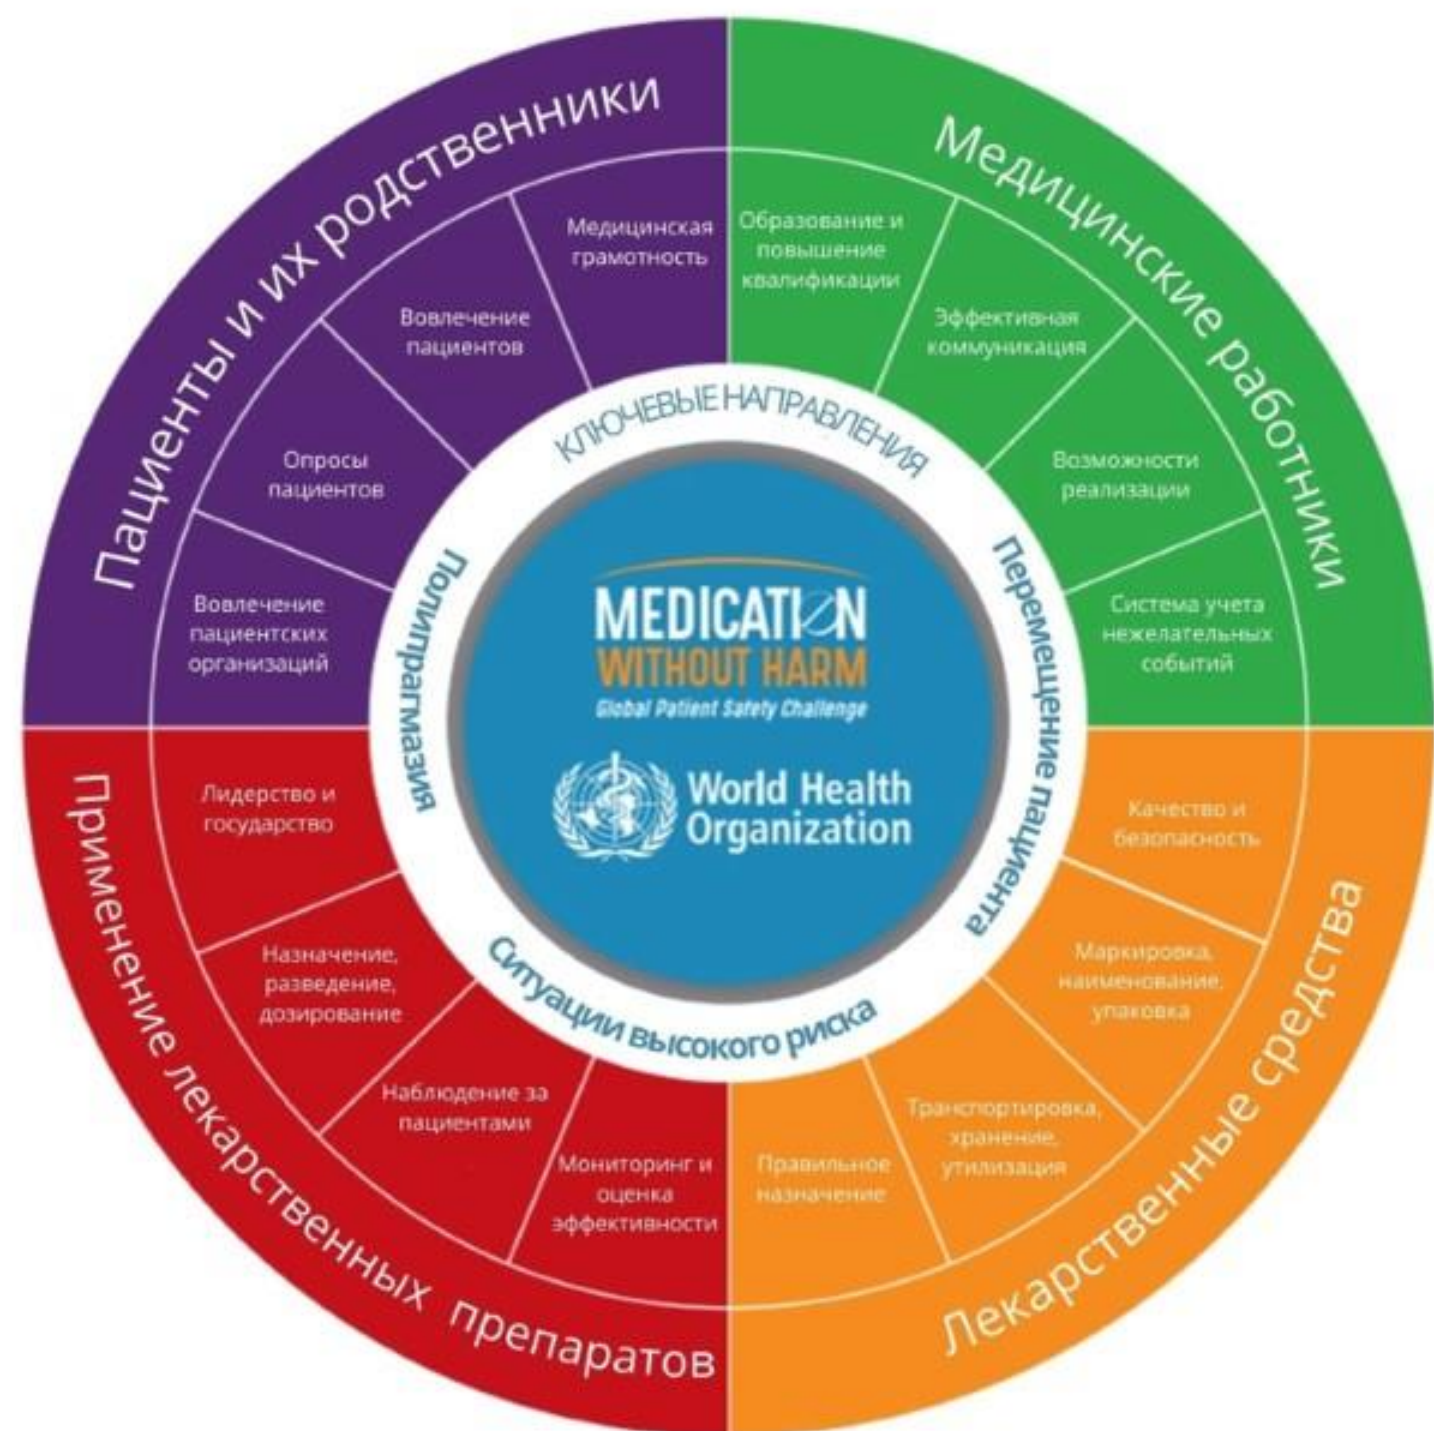 Пациенты и их родственники
Медицинская
грамотность
Вовлечение
пациентов
Опросы
пациентов
Вовлечение
пациентских
организаций
Медицинские работники
Образование и
повышение
квалификации
Эффективная
коммуникация
Возможности
реализации
Система учета
нежелательных
событий
КЛЮЧЕВЫЕ НАПРАВЛЕНИЯ
Полипрагмазия
Перемещение пациента
Ситуации высокого риска
MEDICATION
WITHOUT HARM
Global Patient Safety Challenge
World Health
Organization
Применение лекарственных препаратов
Лидерство и
государство
Назначение,
разведение,
дозирование
Наблюдение за
пациентами
Мониторинг и
оценка
эффективности
Лекарственные средства
Качество и
безопасность
Маркировка,
наименование,
упаковка
Транспортировка,
хранение,
утилизация
Правильное
назначение